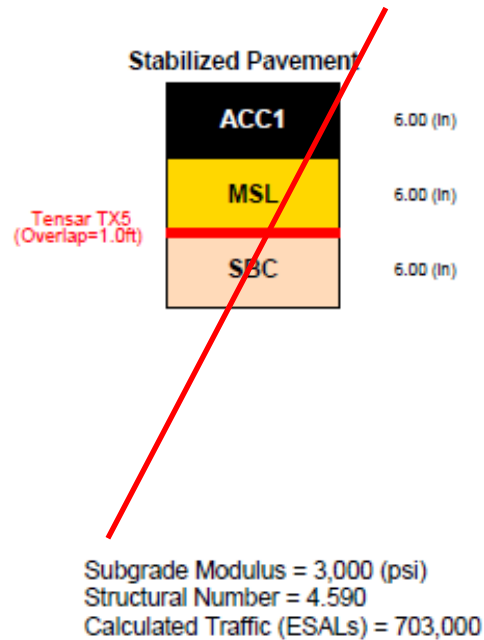 Stabilized Pavement
ACC1
6.00 (in)
MSL
6.00 (in)
Tensar TX5
(Overlap=1.0ft)
SBC
6.00 (in)
Subgrade Modulus = 3,000 (psi)
Structural Number = 4.590
Calculated Traffic (ESALs) = 703,000